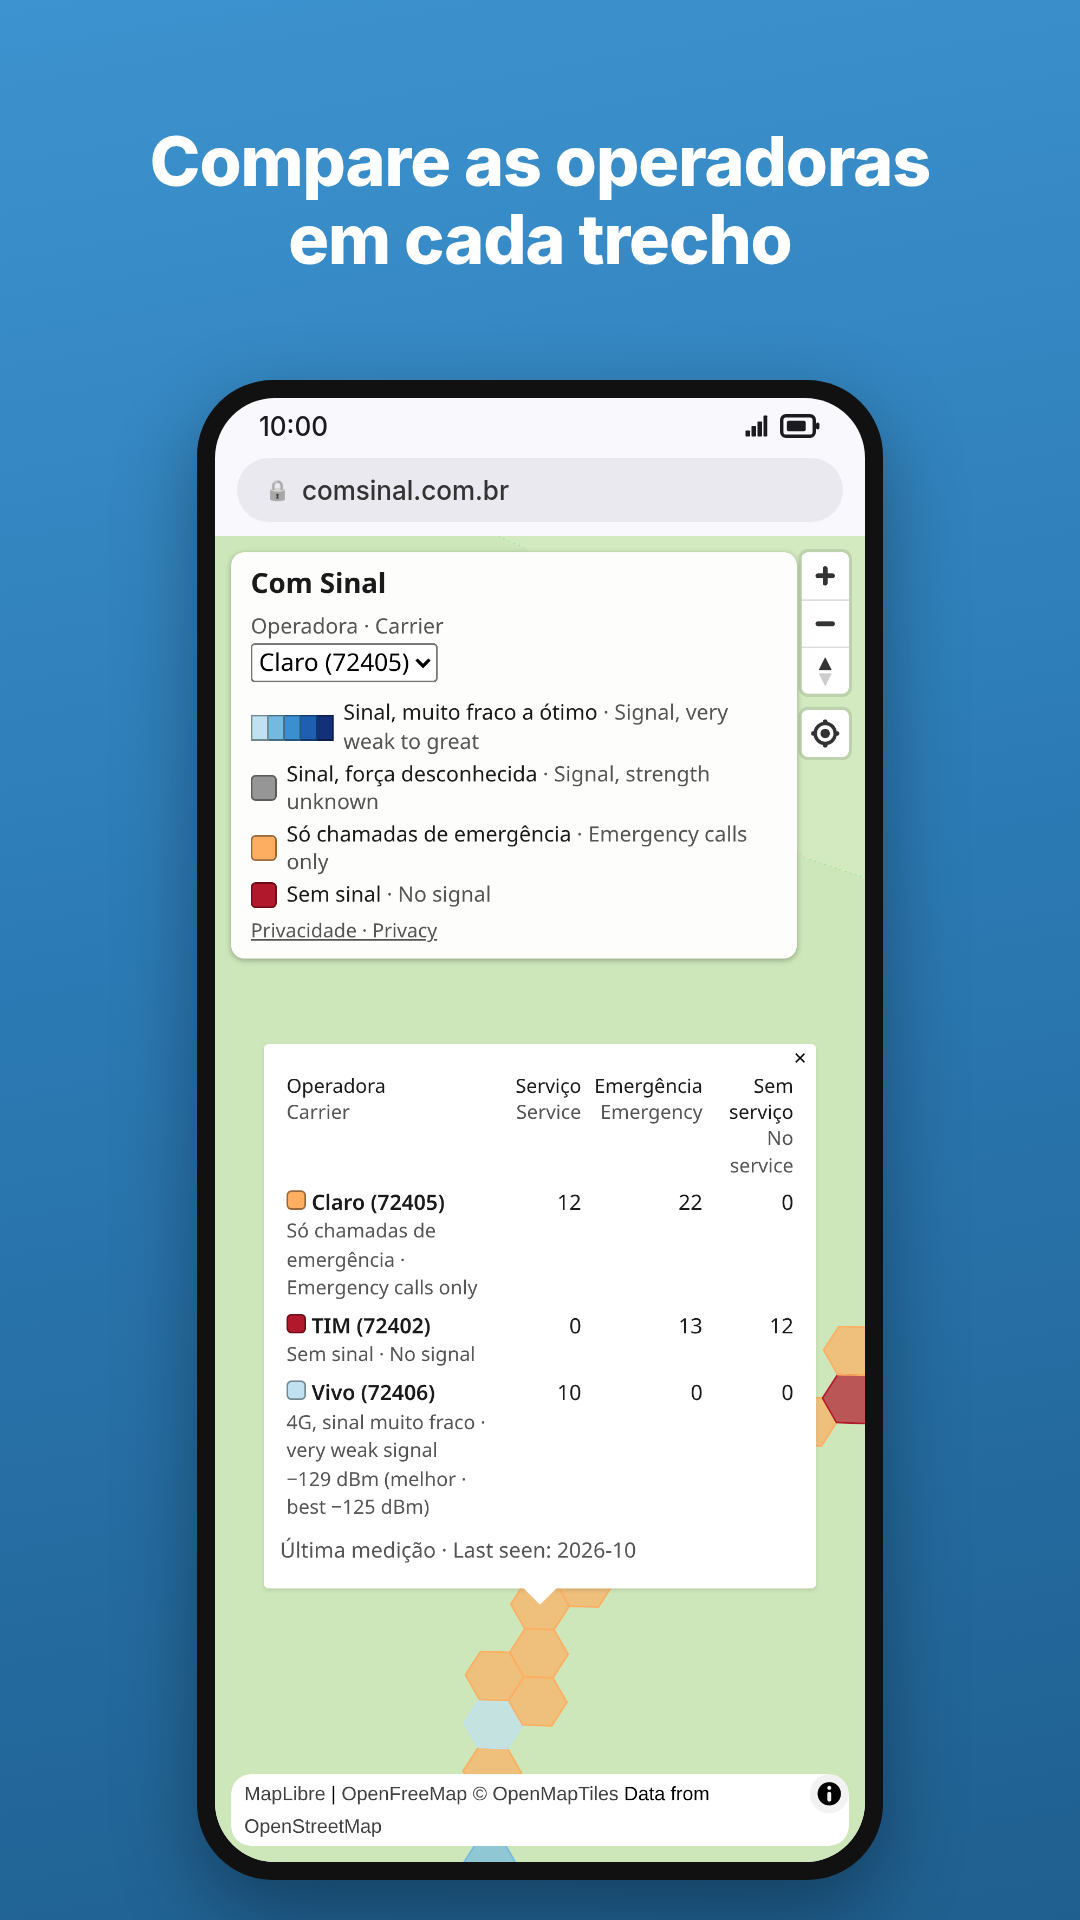 Compare as operadoras
em cada trecho
10:00
comsinal.com.br
Com Sinal
Operadora · Carrier
Claro (72405)
Sinal, muito fraco a ótimo · Signal, very
weak to great
Sinal, força desconhecida · Signal, strength
unknown
Só chamadas de emergência · Emergency calls
only
Sem sinal · No signal
Privacidade · Privacy
+
−
×
Operadora Serviço Emergência Sem
Carrier Service Emergency serviço
No
service
Claro (72405) 12 22 0
Só chamadas de
emergência ·
Emergency calls only
TIM (72402) 0 13 12
Sem sinal · No signal
Vivo (72406) 10 0 0
4G, sinal muito fraco ·
very weak signal
−129 dBm (melhor ·
best −125 dBm)
Última medição · Last seen: 2026-10
MapLibre | OpenFreeMap © OpenMapTiles Data from
OpenStreetMap